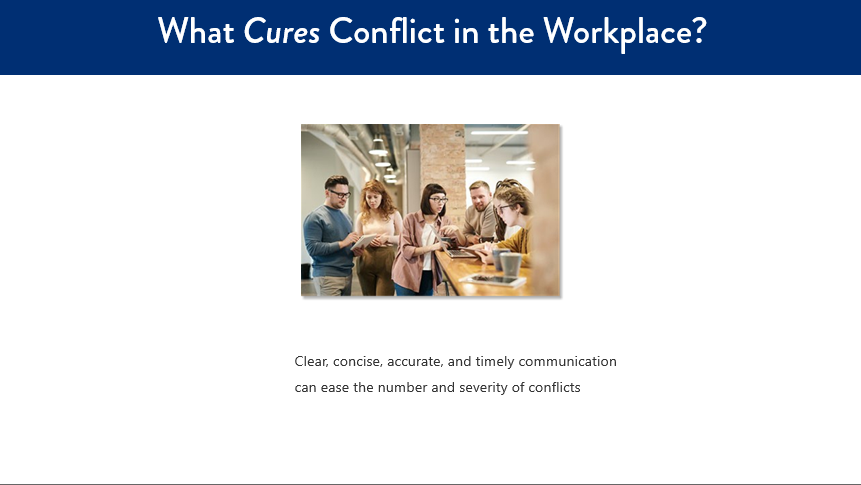 What Cures Conflict in the Workplace?
Clear, concise, accurate, and timely communication
can ease the number and severity of conflicts